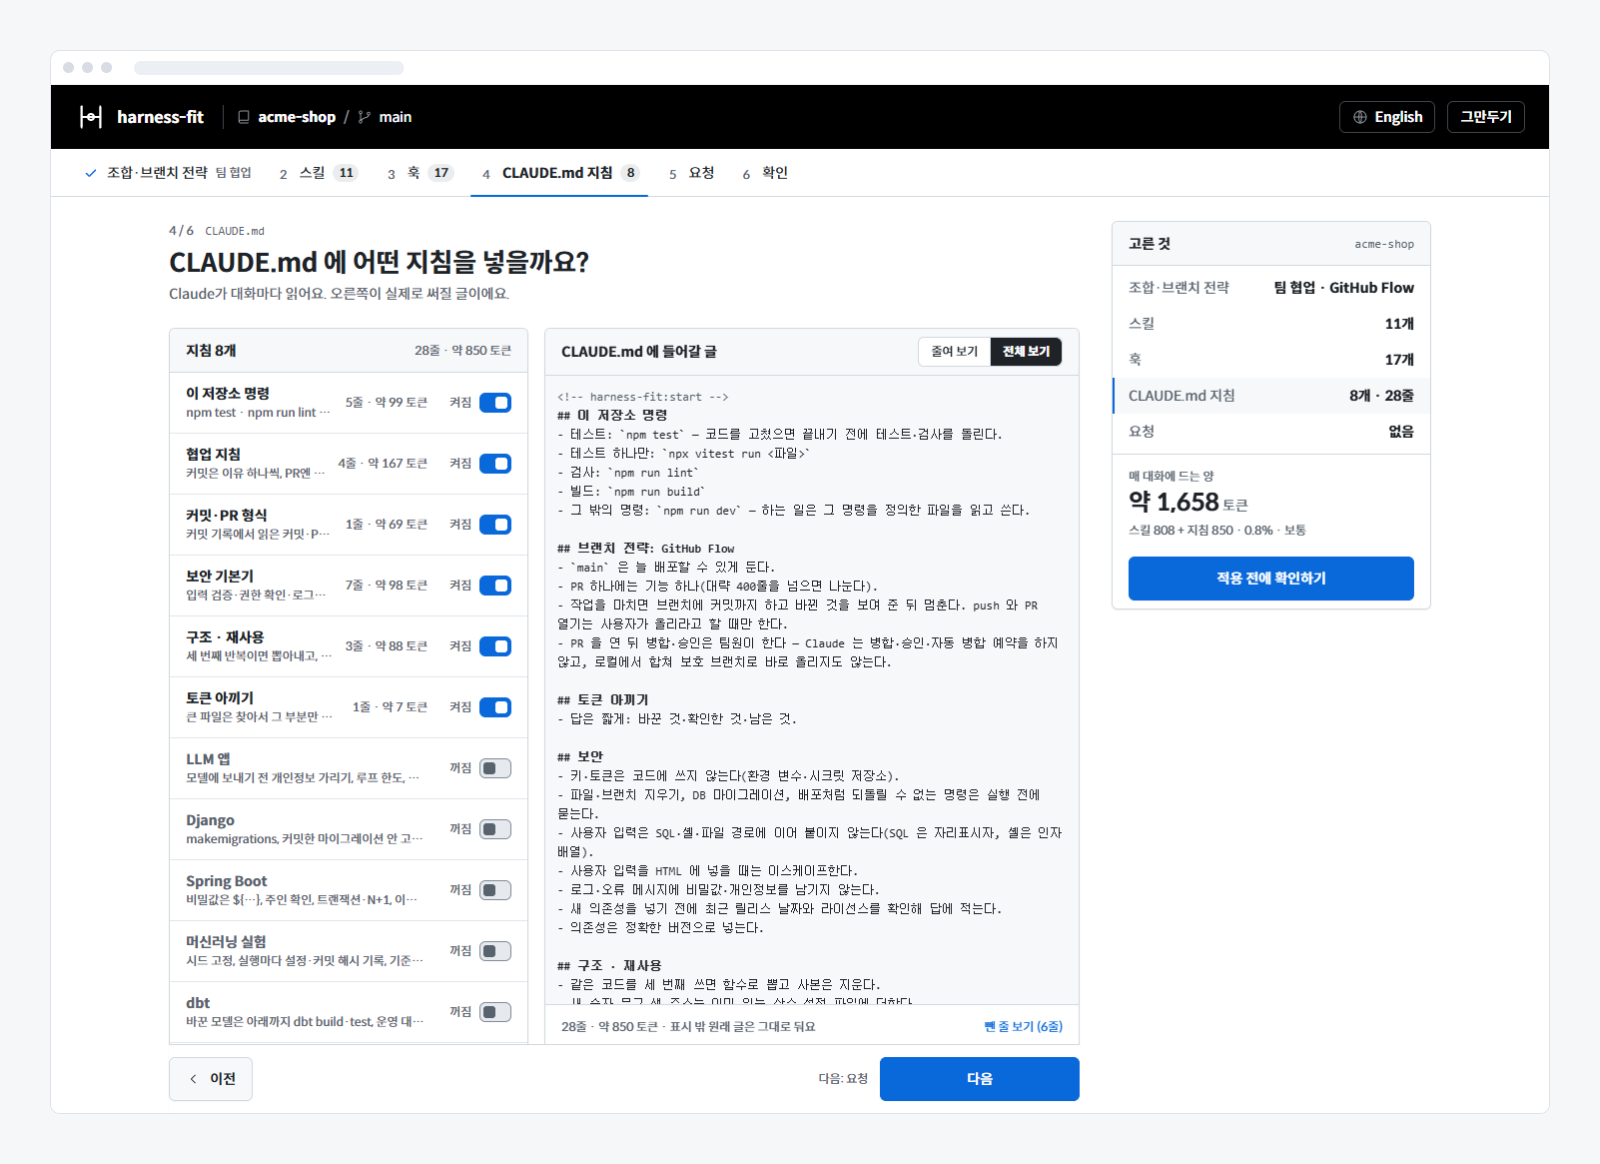 harness-fit
acme-shop / main
English
그만두기
조합·브랜치 전략 팀 협업
2 스킬 11
3 훅 17
4 CLAUDE.md 지침 8
5 요청
6 확인
4/6 CLAUDE.md
CLAUDE.md 에 어떤 지침을 넣을까요?
Claude가 대화마다 읽어요. 오른쪽이 실제로 써질 글이에요.
지침 8개
28줄 · 약 850 토큰
이 저장소 명령
npm test · npm run lint ···
5줄 · 약 99 토큰
켜짐
협업 지침
커밋은 이유 하나씩, PR엔 ···
4줄 · 약 167 토큰
켜짐
커밋·PR 형식
커밋 기록에서 읽은 커밋·P···
1줄 · 약 69 토큰
켜짐
보안 기본기
입력 검증·권한 확인·로그···
7줄 · 약 98 토큰
켜짐
구조 · 재사용
세 번째 반복이면 뽑아내고, ···
3줄 · 약 88 토큰
켜짐
토큰 아끼기
큰 파일은 찾아서 그 부분만 ···
1줄 · 약 7 토큰
켜짐
LLM 앱
모델에 보내기 전 개인정보 가리기, 루프 한도, ···
꺼짐
Django
makemigrations, 커밋한 마이그레이션 안 고···
꺼짐
Spring Boot
비밀값은 ${···}, 주인 확인, 트랜잭션·N+1, 이···
꺼짐
머신러닝 실험
시드 고정, 실행마다 설정·커밋 해시 기록, 기준···
꺼짐
dbt
바꾼 모델은 아래까지 dbt build·test, 운영 대···
꺼짐
CLAUDE.md 에 들어갈 글
줄여 보기
전체 보기
<!-- harness-fit:start -->
## 이 저장소 명령
- 테스트: `npm test` — 코드를 고쳤으면 끝내기 전에 테스트·검사를 돌린다.
- 테스트 하나만: `npx vitest run <파일>`
- 검사: `npm run lint`
- 빌드: `npm run build`
- 그 밖의 명령: `npm run dev` — 하는 일은 그 명령을 정의한 파일을 읽고 쓴다.
## 브랜치 전략: GitHub Flow
- `main` 은 늘 배포할 수 있게 둔다.
- PR 하나에는 기능 하나(대략 400줄을 넘으면 나눈다).
- 작업을 마치면 브랜치에 커밋까지 하고 바뀐 것을 보여 준 뒤 멈춘다. push 와 PR
열기는 사용자가 올리라고 할 때만 한다.
- PR 을 연 뒤 병합·승인은 팀원이 한다 — Claude 는 병합·승인·자동 병합 예약을 하지
않고, 로컬에서 합쳐 보호 브랜치로 바로 올리지도 않는다.
## 토큰 아끼기
- 답은 짧게: 바꾼 것·확인한 것·남은 것.
## 보안
- 키·토큰은 코드에 쓰지 않는다(환경 변수·시크릿 저장소).
- 파일·브랜치 지우기, DB 마이그레이션, 배포처럼 되돌릴 수 없는 명령은 실행 전에
묻는다.
- 사용자 입력은 SQL·셸·파일 경로에 이어 붙이지 않는다(SQL 은 자리표시자, 셸은 인자
배열).
- 사용자 입력을 HTML 에 넣을 때는 이스케이프한다.
- 로그·오류 메시지에 비밀값·개인정보를 남기지 않는다.
- 새 의존성을 넣기 전에 최근 릴리스 날짜와 라이선스를 확인해 답에 적는다.
- 의존성은 정확한 버전으로 넣는다.
## 구조 · 재사용
- 같은 코드를 세 번째 쓰면 함수로 뽑고 사본은 지운다.
28줄 · 약 850 토큰 · 표시 밖 원래 글은 그대로 둬요
뺀 줄 보기 (6줄)
이전
다음: 요청
다음
고른 것
acme-shop
조합·브랜치 전략
팀 협업 · GitHub Flow
스킬
11개
훅
17개
CLAUDE.md 지침
8개 · 28줄
요청
없음
매 대화에 드는 양
약 1,658 토큰
스킬 808 + 지침 850 · 0.8% · 보통
적용 전에 확인하기